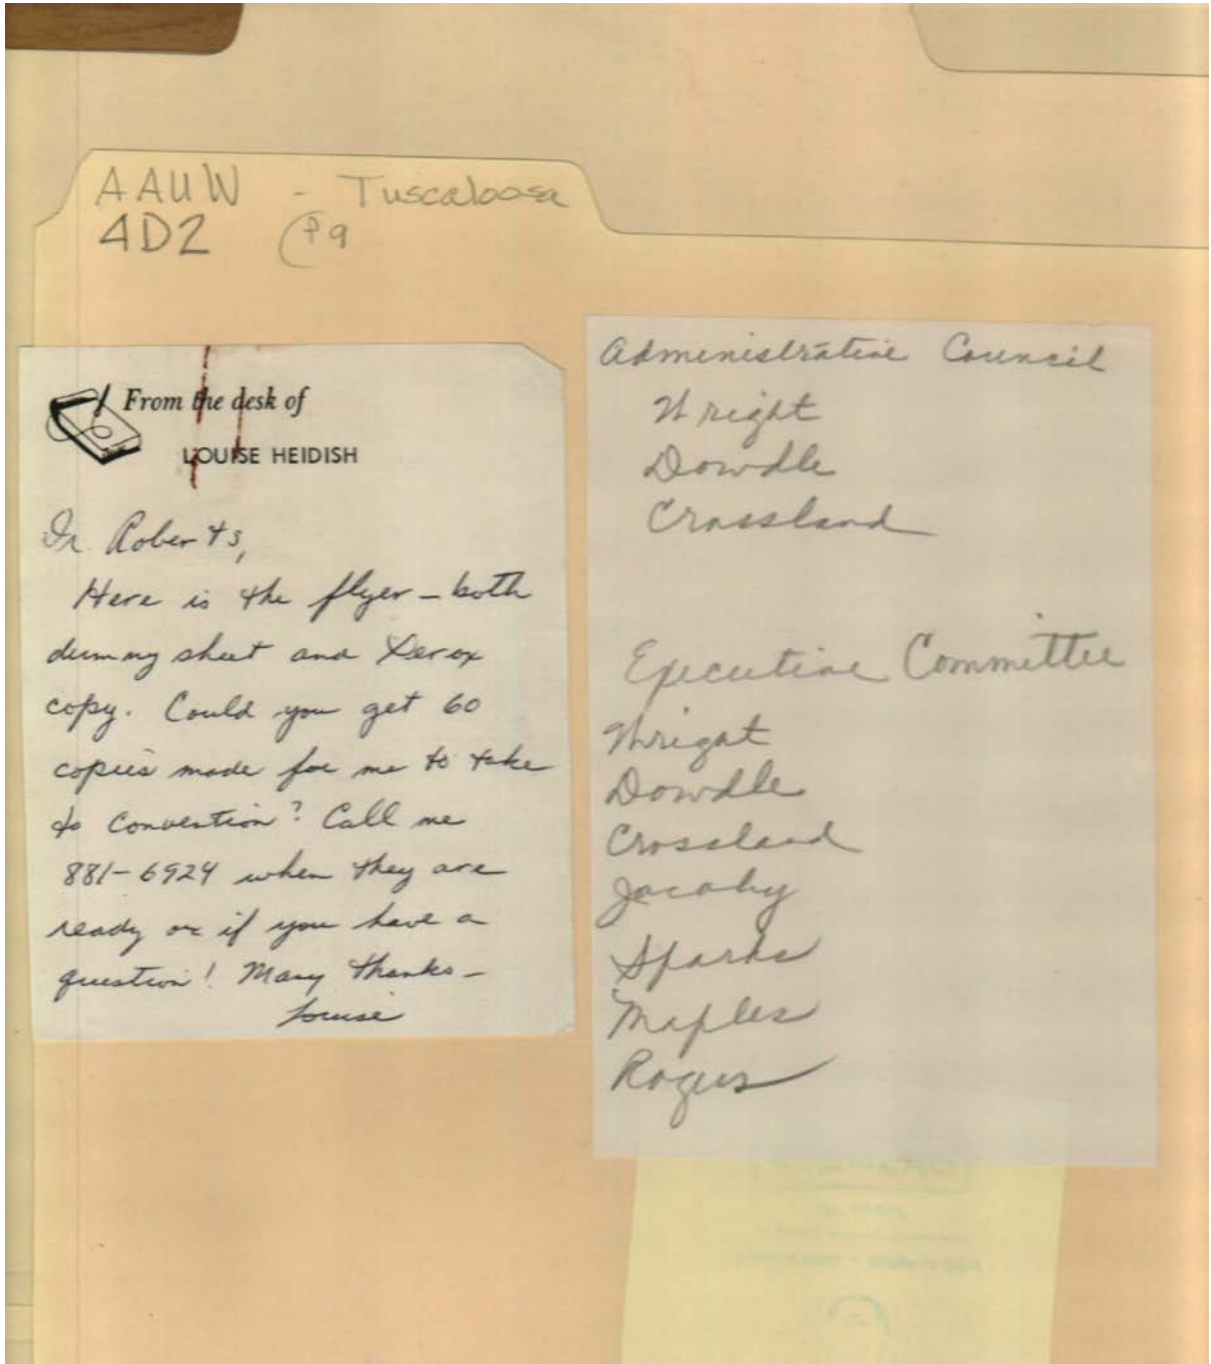 AAUW - Tuscaloosa
4D2 (P9
From the desk of
LOUISE HEIDISH
Dr Roberts,
Here is the flyer – both
dummy sheet and Xerox
copy. Could you get 60
copies made for me to take
to Convention? Call me
881-6924 when they are
ready or if you have a
question! Many thanks –
Louise
Administrative Council
Wright
Dowdle
Crossland
Executive Committee
Wright
Dowdle
Crossland
Jacoby
Sparks
Maples
Rogers